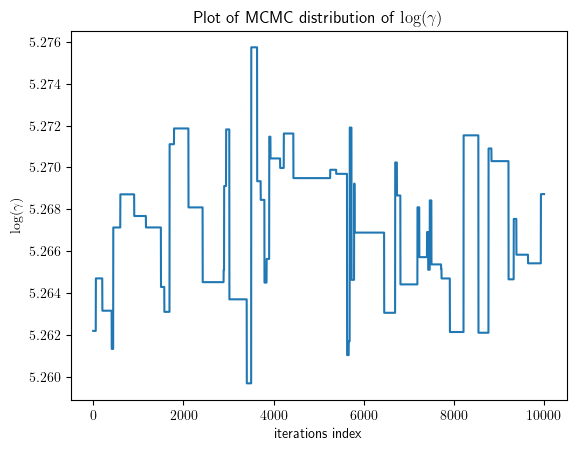 Plot of MCMC distribution of log(γ)
5.276
5.274
5.272
5.270
5.268
5.266
5.264
5.262
5.260
log(γ)
0 2000 4000 6000 8000 10000
iterations index